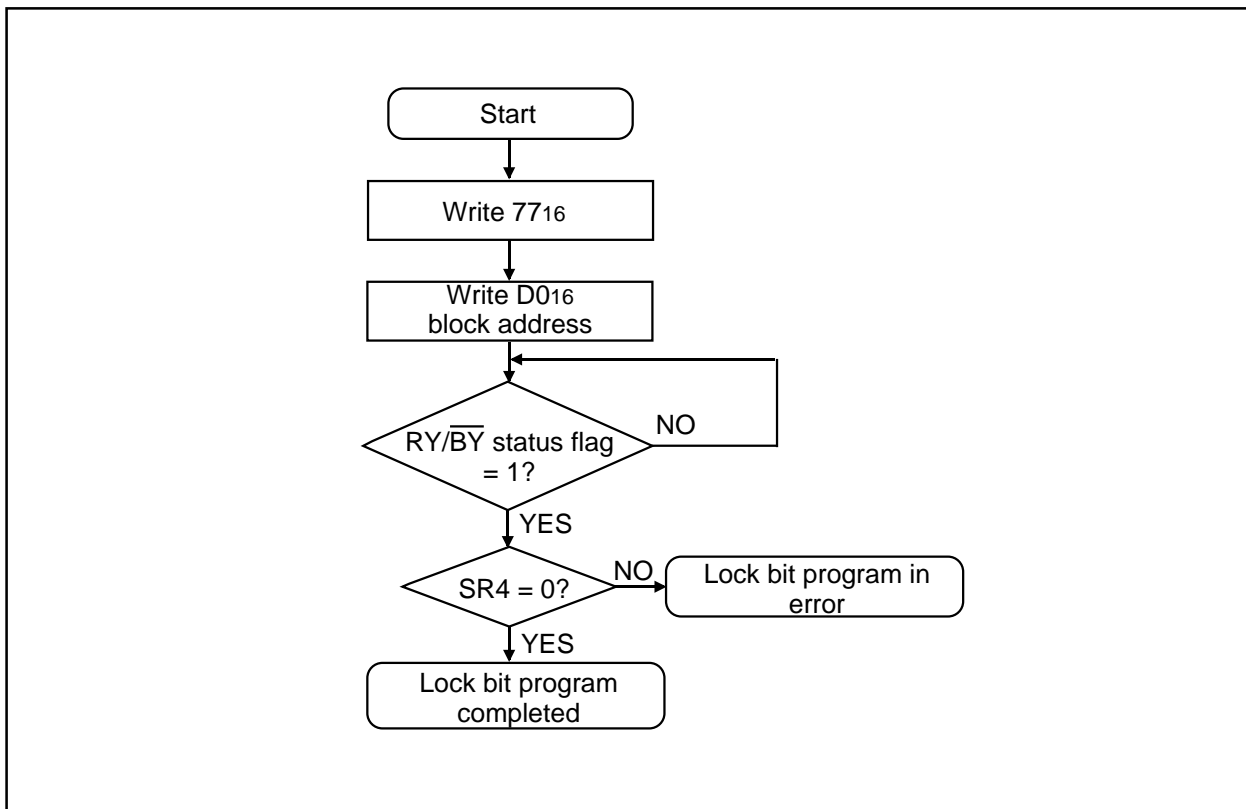 Start
Write 7716
Write D016
block address
NO
RY/B̅Y̅ status flag
= 1?
YES
SR4 = 0?
NO
Lock bit program in
error
YES
Lock bit program
completed